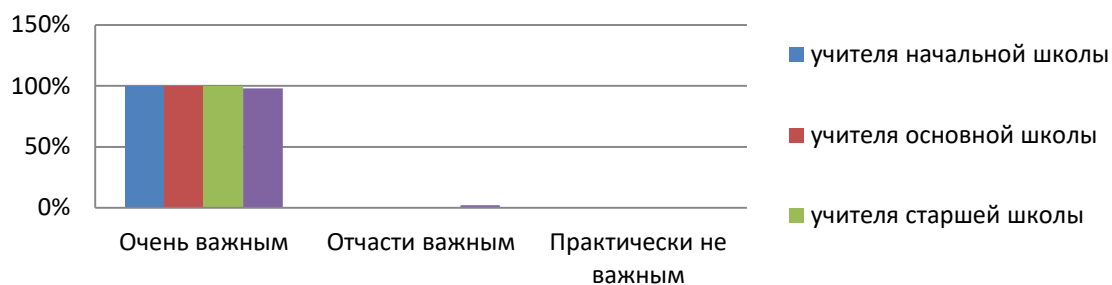 150%
100%
50%
0%
Очень важным
Отчасти важным
Практически не
важным
учителя начальной школы
учителя основной школы
учителя старшей школы